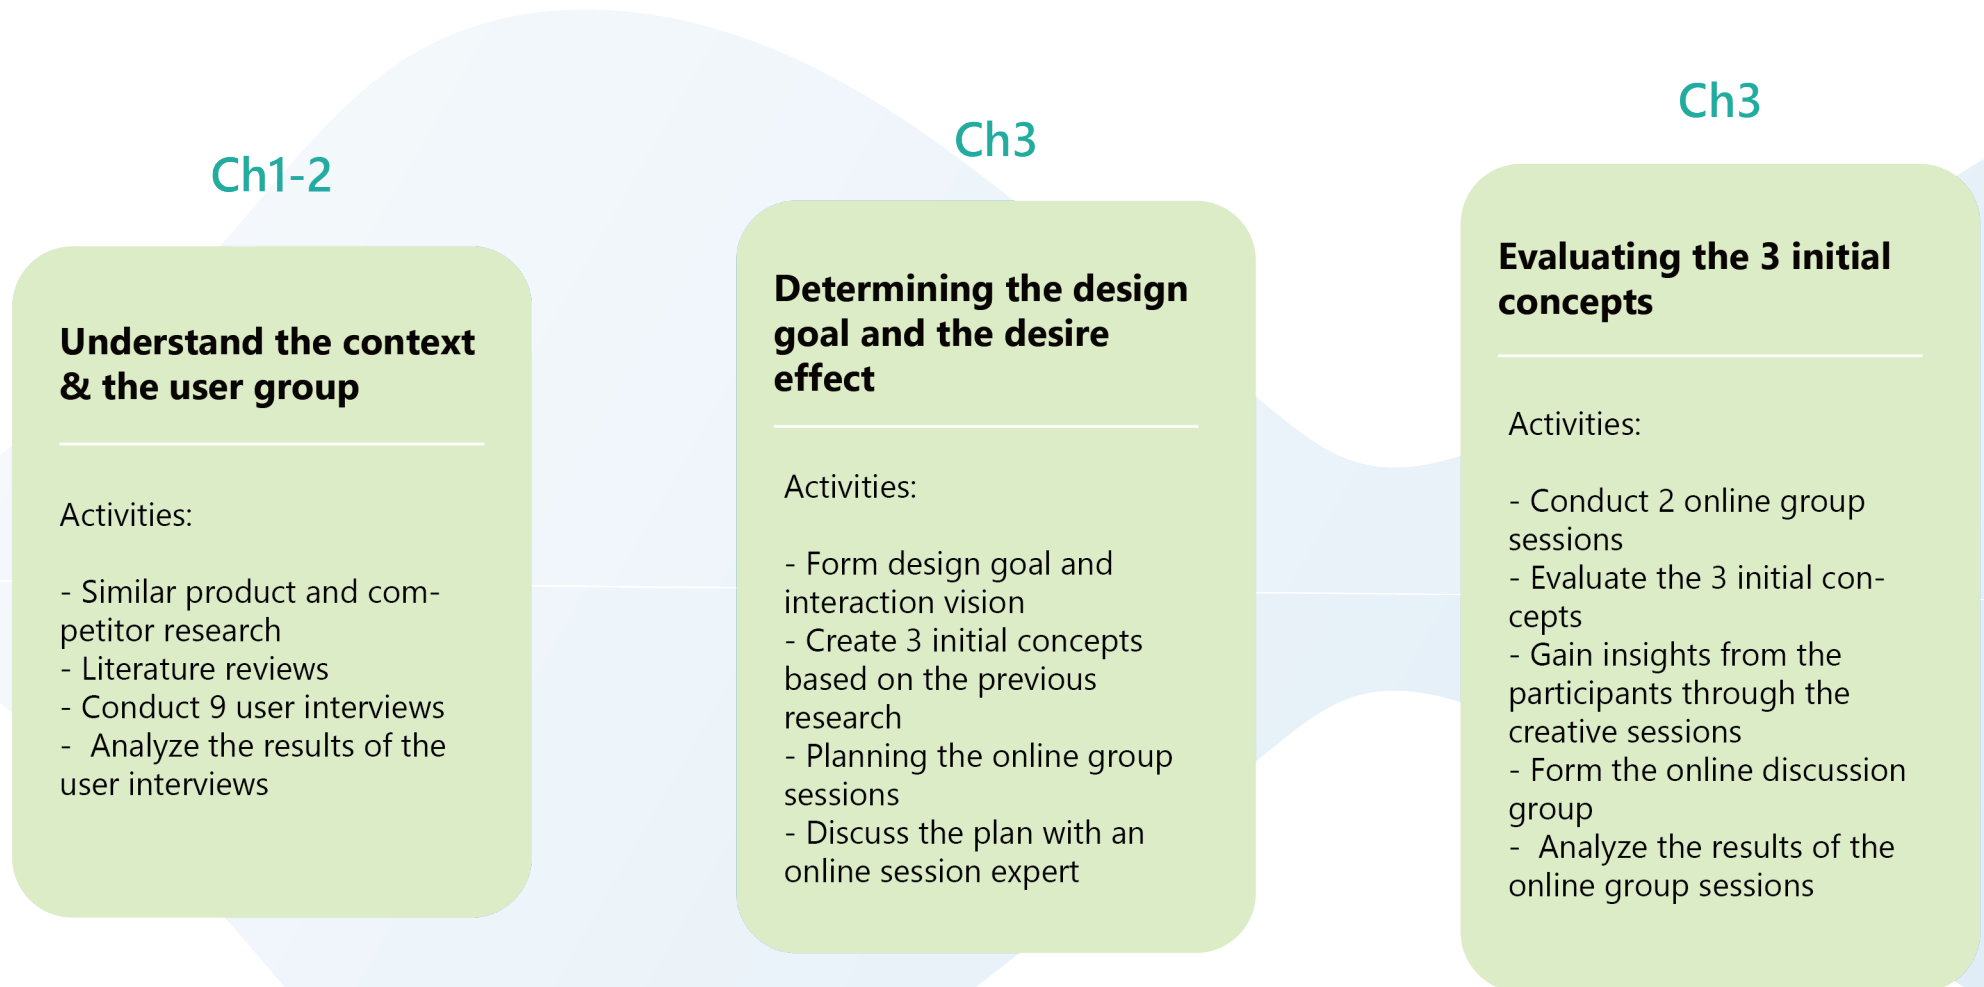 Ch1-2
Understand the context
& the user group
Activities:
- Similar product and com-
petitor research
- Literature reviews
- Conduct 9 user interviews
-  Analyze the results of the
user interviews
Ch3
Determining the design
goal and the desire
effect
Activities:
- Form design goal and
interaction vision
- Create 3 initial concepts
based on the previous
research
- Planning the online group
sessions
- Discuss the plan with an
online session expert
Ch3
Evaluating the 3 initial
concepts
Activities:
- Conduct 2 online group
sessions
- Evaluate the 3 initial con-
cepts
- Gain insights from the
participants through the
creative sessions
- Form the online discussion
group
-  Analyze the results of the
online group sessions